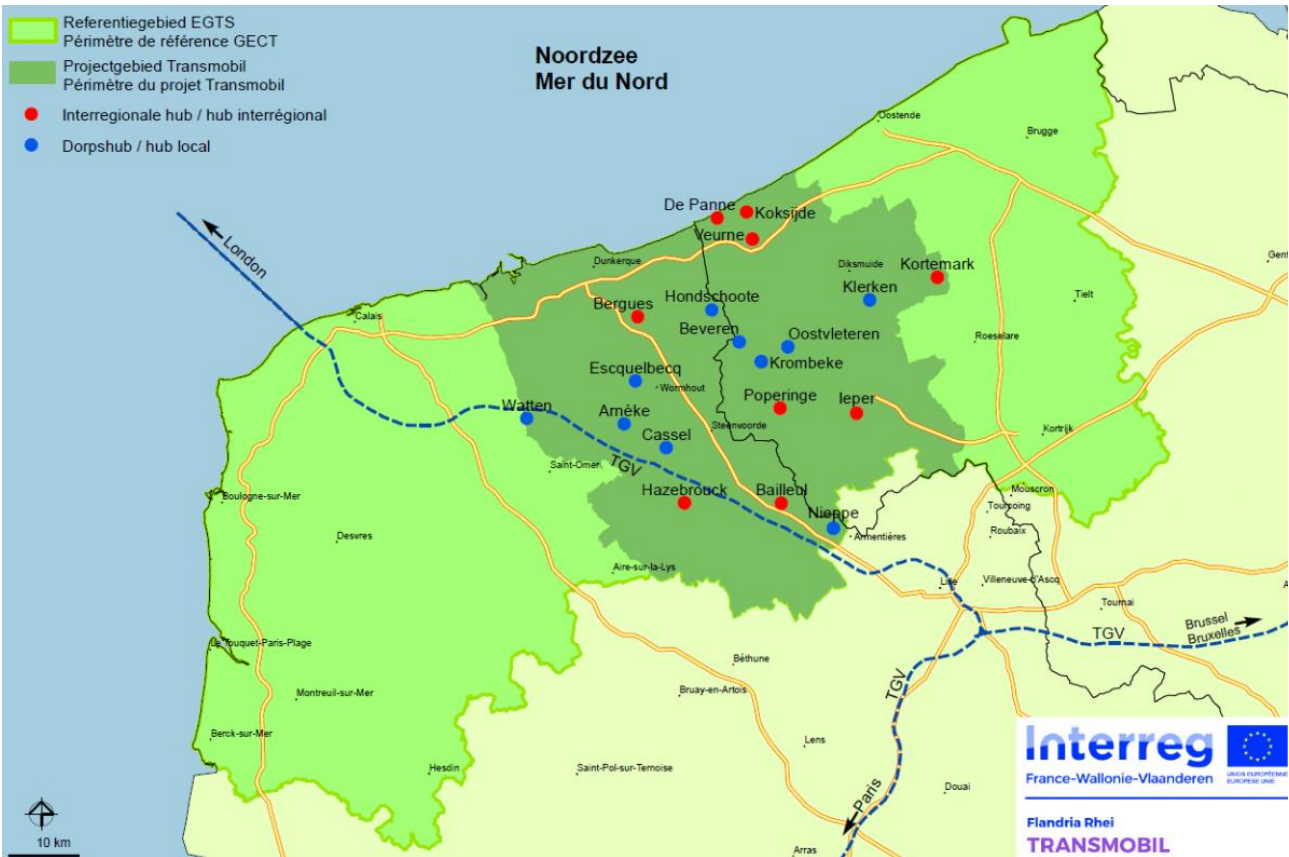 Referentiegebied EGTS
Périmètre de référence GECT
Projectgebied Transmobil
Périmètre du projet Transmobil
Interregionale hub / hub interrégional
Dorpshub / hub local
Noordzee
Mer du Nord
Oostende
Brugge
De Panne
Koksijde
Veurne
London
Dunkerque
Diksmuide
Kortemark
Gent
Klerken
Tielt
Hondschoote
Bergues
Calais
Beveren
Oostvleteren
Roeselare
Krombeke
Escquelbecq
Wormhout
Poperinge
Ieper
Watten
Arnèke
Steenvoorde
Kortrijk
Cassel
TGV
Saint-Omer
Hazebrouck
Bailleul
Mouscron
Boulogne-sur-Mer
Tourcoing
Nieppe
Roubaix
Desvres
Armentières
Aire-sur-la-Lys
Lille
Villeneuve-d'Ascq
Tournai
Brussel
Bruxelles
TGV
Le Touquet-Paris-Plage
Béthune
TGV
Montreuil-sur-Mer
Bruay-en-Artois
Berck-sur-Mer
Lens
Hesdin
Saint-Pol-sur-Ternoise
Douai
Paris
Arras
10 km
Interreg
France-Wallonie-Vlaanderen
UNION EUROPÉENNE
EUROPESE UNIE
Flandria Rhei
TRANSMOBIL